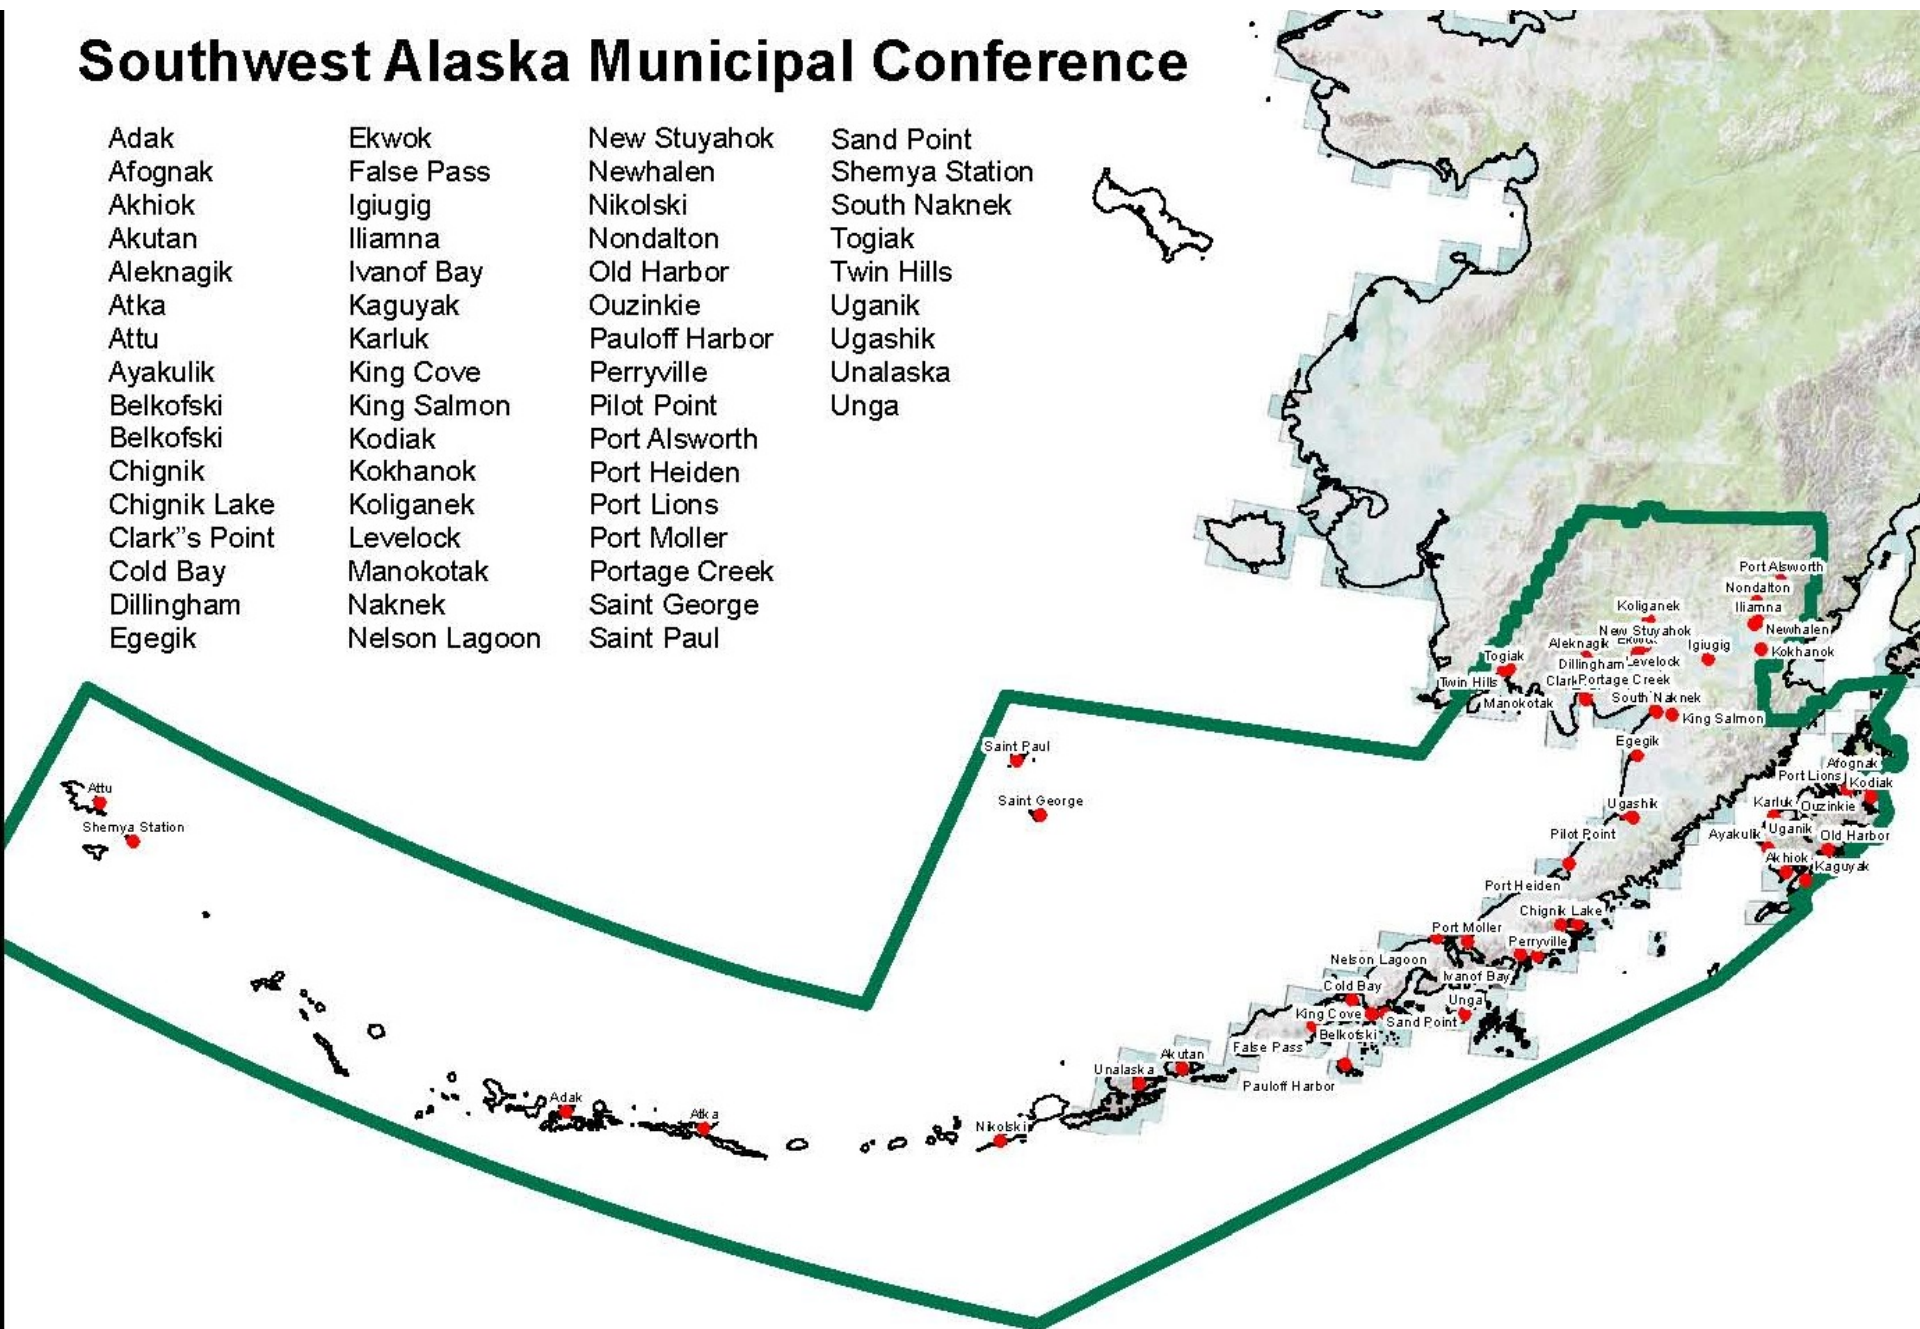 Southwest Alaska Municipal Conference
Adak
Afognak
Akhiok
Akutan
Aleknagik
Atka
Attu
Ayakulik
Belkofski
Belkofski
Chignik
Chignik Lake
Clark"s Point
Cold Bay
Dillingham
Egegik
Ekwok
False Pass
Igiugig
Iliamna
Ivanof Bay
Kaguyak
Karluk
King Cove
King Salmon
Kodiak
Kokhanok
Koliganek
Levelock
Manokotak
Naknek
Nelson Lagoon
New Stuyahok
Newhalen
Nikolski
Nondalton
Old Harbor
Ouzinkie
Pauloff Harbor
Perryville
Pilot Point
Port Alsworth
Port Heiden
Port Lions
Port Moller
Portage Creek
Saint George
Saint Paul
Sand Point
Shemya Station
South Naknek
Togiak
Twin Hills
Uganik
Ugashik
Unalaska
Unga
Port Alsworth
Nondalton
Koliganek
Iliamna
New Stuyahok
Newhalen
Aleknagik
Igiugig
Kokhanok
Togiak
Dillingham
Levelock
Twin Hills
Clark
Portage Creek
Manokotak
South Naknek
King Salmon
Egegik
Saint Paul
Afognak
Port Lions
Kodiak
Attu
Saint George
Ugashik
Karluk
Ouzinkie
Shemya Station
Pilot Point
Ayakulik
Uganik
Old Harbor
Akhiok
Kaguyak
Port Heiden
Chignik Lake
Port Moller
Perryville
Nelson Lagoon
Ivanof Bay
Cold Bay
Unga
King Cove
Sand Point
Belkofski
False Pass
Akutan
Unalaska
Pauloff Harbor
Adak
Atka
Nikolski